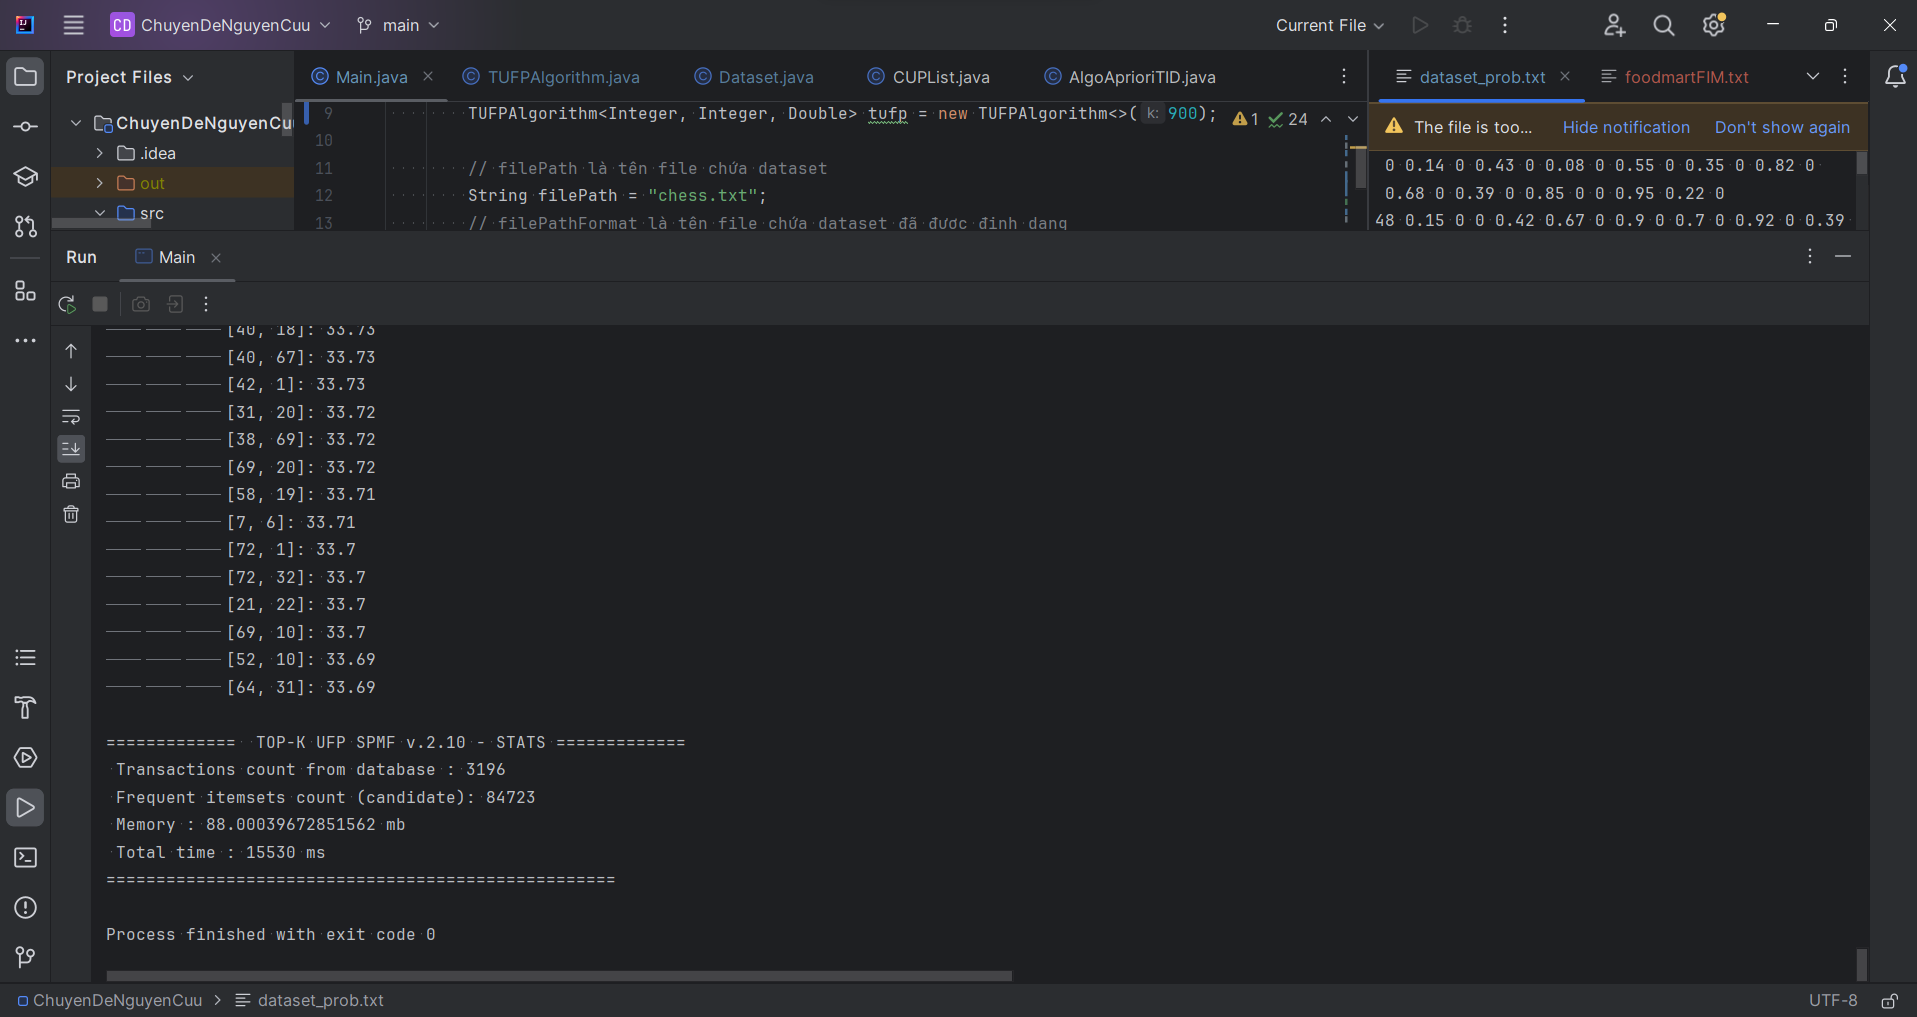 CD ChuyenDeNguyenCuu main Current File
Project Files
Main.java TUFPAlgorithm.java Dataset.java CUPList.java AlgoAprioriTID.java
dataset_prob.txt foodmartFIM.txt
ChuyenDeNguyenCu
.idea
out
src
9 TUFPAlgorithm<Integer, Integer, Double> tufp = new TUFPAlgorithm<>( k: 900); 1 24
10
11 // filePath là tên file chứa dataset
12 String filePath = "chess.txt";
13 // filePathFormat là tên file chứa dataset đã được định dạng
The file is too... Hide notification Don't show again
0 0.14 0 0.43 0 0.08 0 0.55 0 0.35 0 0.82 0
0.68 0 0.39 0 0.85 0 0 0.95 0.22 0
48 0.15 0 0 0.42 0.67 0 0.9 0 0.7 0 0.92 0 0.39
Run Main
[40, 18]: 33.73
[40, 67]: 33.73
[42, 1]: 33.73
[31, 20]: 33.72
[38, 69]: 33.72
[69, 20]: 33.72
[58, 19]: 33.71
[7, 6]: 33.71
[72, 1]: 33.7
[72, 32]: 33.7
[21, 22]: 33.7
[69, 10]: 33.7
[52, 10]: 33.69
[64, 31]: 33.69
============= TOP-K UFP SPMF v.2.10 - STATS =============
Transactions count from database : 3196
Frequent itemsets count (candidate): 84723
Memory : 88.00039672851562 mb
Total time : 15530 ms
===================================================
Process finished with exit code 0
ChuyenDeNguyenCuu > dataset_prob.txt UTF-8